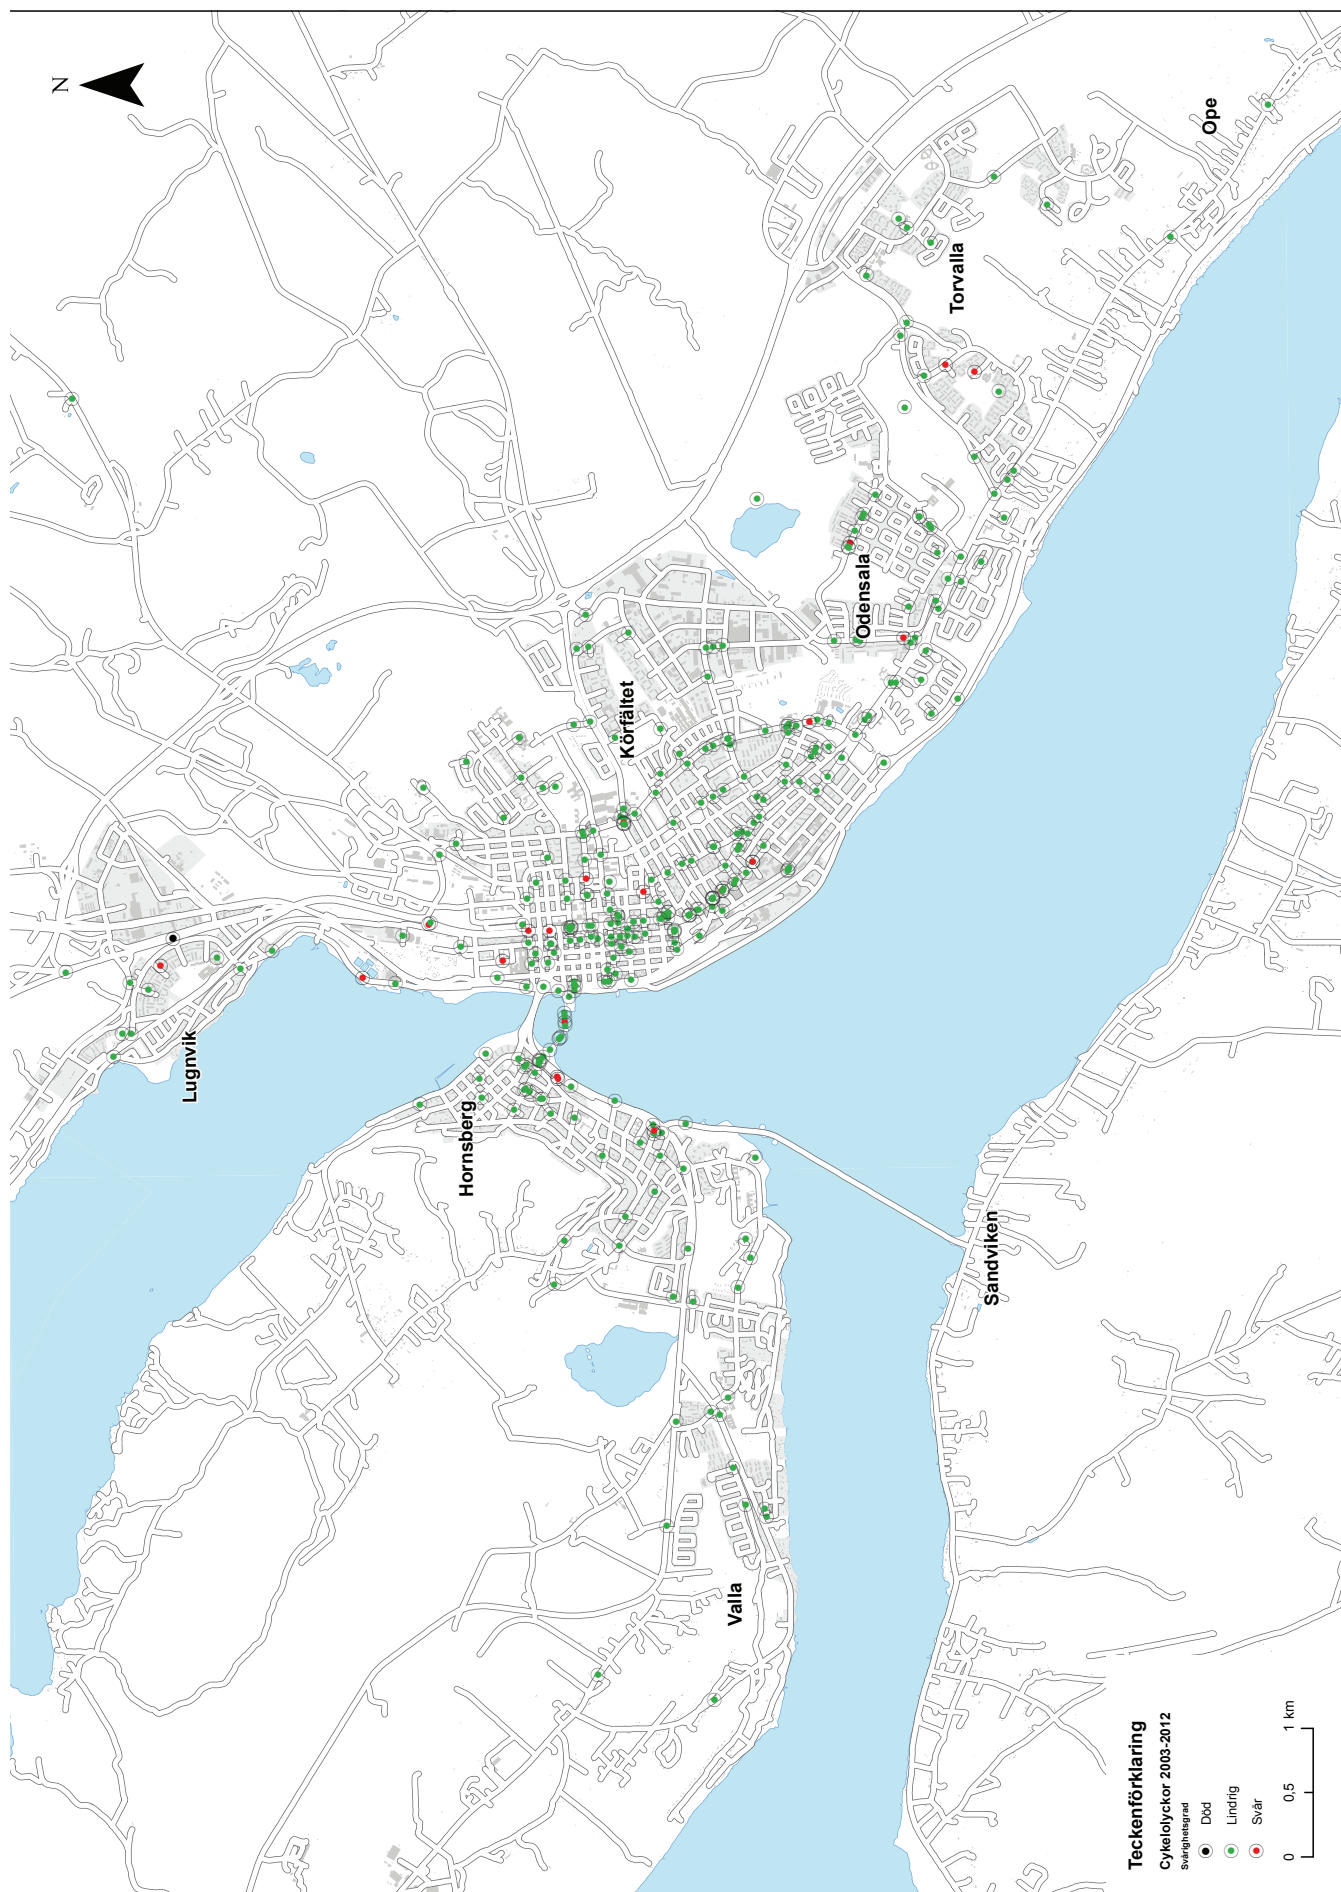 N
Ope
Torvalla
Odensala
Körfältet
Lugnvik
Hornsberg
Sandviken
Valla
Teckenförklaring
Cykelolyckor 2003-2012
Svårighetsgrad
Död
Lindrig
Svår
0 0,5 1 km